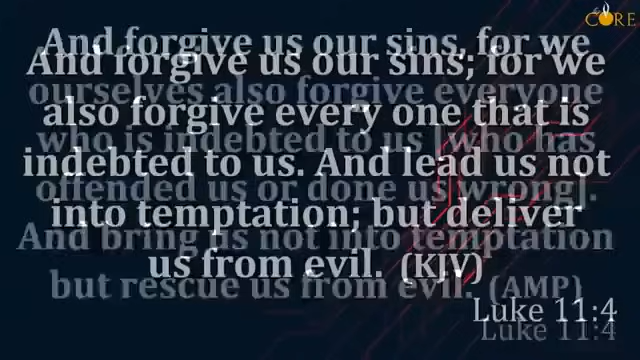 CORE
And forgive us our sins; for we
also forgive every one that is
indebted to us. And lead us not
into temptation; but deliver
us from evil. (KJV)
Luke 11:4
And forgive us our sins, for we
ourselves also forgive everyone
who is indebted to us [who has
offended us or done us wrong].
And bring us not into temptation
but rescue us from evil. (AMP)
Luke 11:4